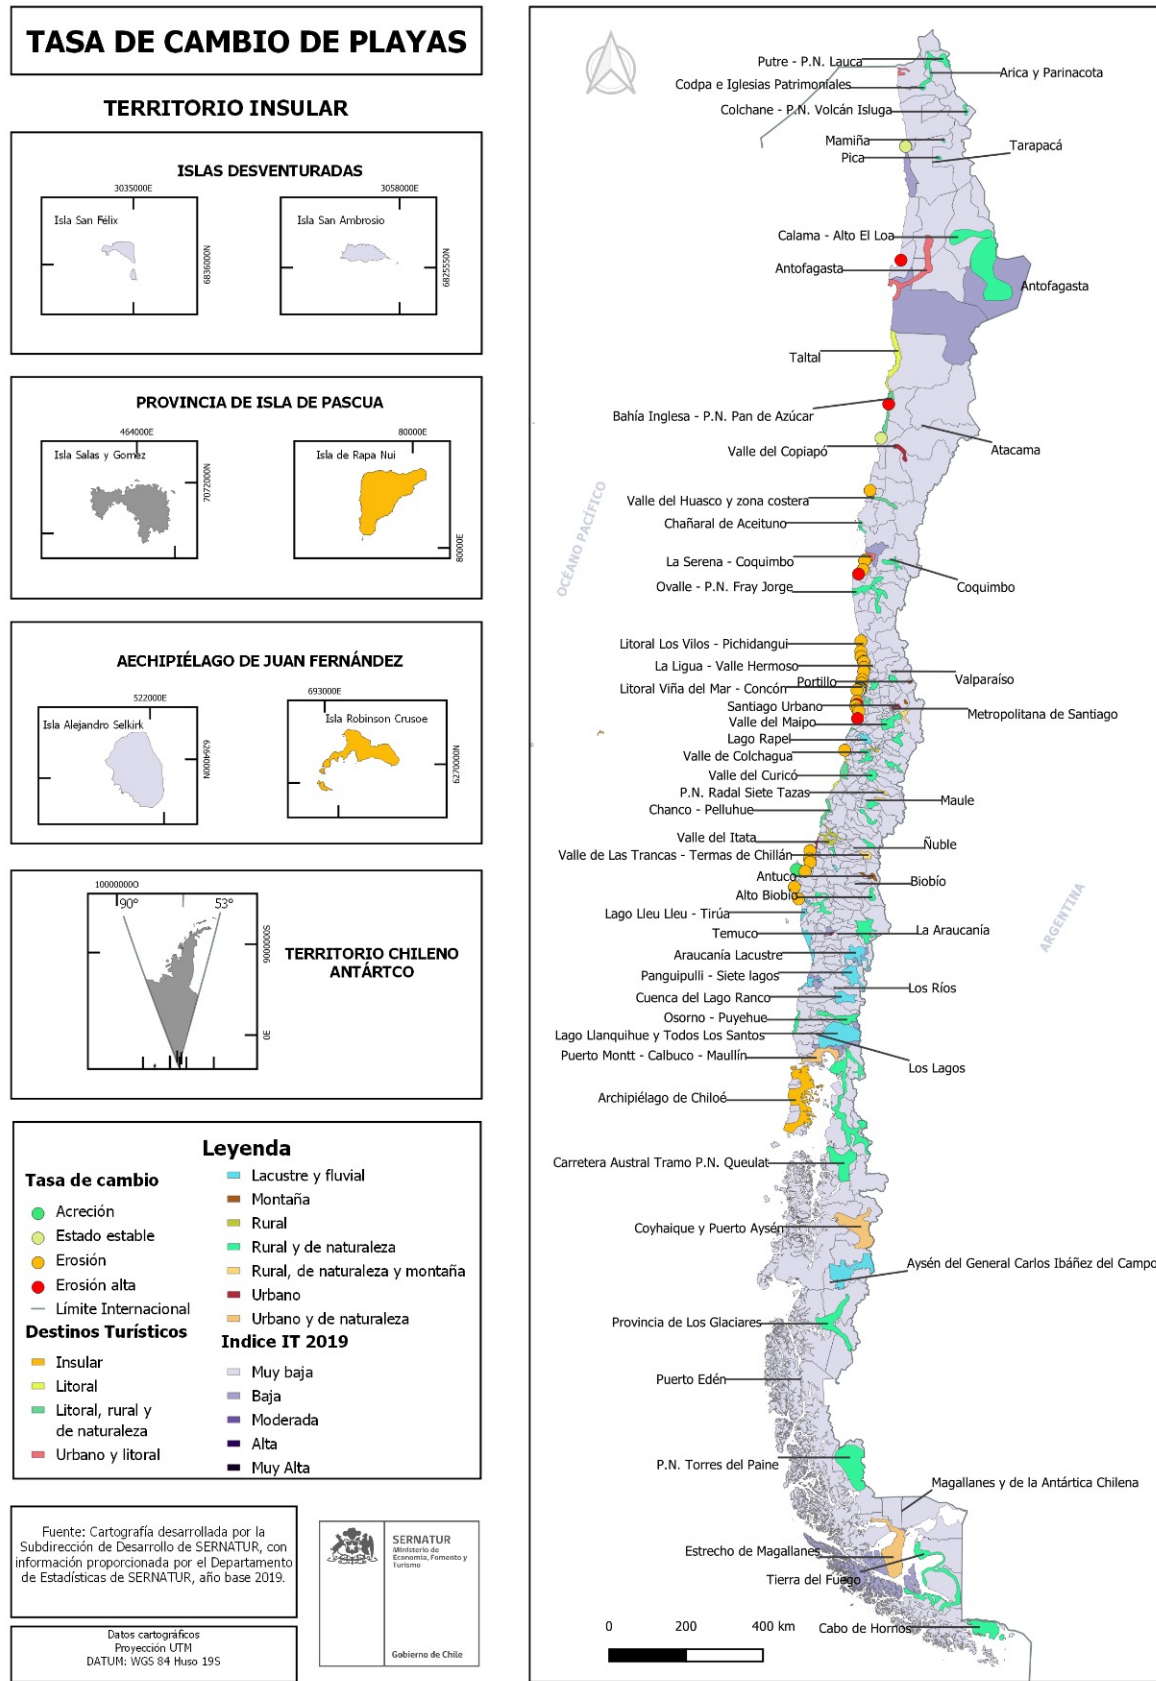 TASA DE CAMBIO DE PLAYAS
TERRITORIO INSULAR
ISLAS DESVENTURADAS
3035000E
Isla San Félix
6836000N
3058000E
Isla San Ambrosio
6825550N
PROVINCIA DE ISLA DE PASCUA
464000E
Isla Salas y Gomez
7072000N
80000E
Isla de Rapa Nui
80000E
AECHIPIÉLAGO DE JUAN FERNÁNDEZ
522000E
Isla Alejandro Selkirk
6264000N
693000E
Isla Robinson Crusoe
6270000N
10000000O
90º
53º
6000000S
0E
TERRITORIO CHILENO
ANTÁRTCO
Leyenda
Tasa de cambio
Acreción
Estado estable
Erosión
Erosión alta
Límite Internacional
Destinos Turísticos
Insular
Litoral
Litoral, rural y
de naturaleza
Urbano y litoral
Lacustre y fluvial
Montaña
Rural
Rural y de naturaleza
Rural, de naturaleza y montaña
Urbano
Urbano y de naturaleza
Indice IT 2019
Muy baja
Baja
Moderada
Alta
Muy Alta
Fuente: Cartografía desarrollada por la
Subdirección de Desarrollo de SERNATUR, con
información proporcionada por el Departamento
de Estadísticas de SERNATUR, año base 2019.
Datos cartográficos
Proyección UTM
DATUM: WGS 84 Huso 19S
SERNATUR
Ministerio de
Economía, Fomento y
Turismo
Gobierno de Chile
Putre - P.N. Lauca
Arica y Parinacota
Codpa e Iglesias Patrimoniales
Colchane - P.N. Volcán Isluga
Mamiña
Tarapacá
Pica
Calama - Alto El Loa
Antofagasta
Antofagasta
Taltal
Bahía Inglesa - P.N. Pan de Azúcar
Atacama
Valle del Copiapó
OCÉANO PACÍFICO
Valle del Huasco y zona costera
Chañaral de Aceituno
La Serena - Coquimbo
Coquimbo
Ovalle - P.N. Fray Jorge
Litoral Los Vilos - Pichidangui
La Ligua - Valle Hermoso
Valparaíso
Portillo
Litoral Viña del Mar - Concón
Santiago Urbano
Metropolitana de Santiago
Valle del Maipo
Lago Rapel
Valle de Colchagua
Valle del Curicó
P.N. Radal Siete Tazas
Maule
Chanco - Pelluhue
Valle del Itata
Ñuble
Valle de Las Trancas - Termas de Chillán
Antuco
Biobío
Alto Biobio
ARGENTINA
Lago Lleu Lleu - Tirúa
Temuco
La Araucanía
Araucanía Lacustre
Panguipulli - Siete lagos
Los Ríos
Cuenca del Lago Ranco
Osorno - Puyehue
Lago Llanquihue y Todos Los Santos
Puerto Montt - Calbuco - Maullín
Los Lagos
Archipiélago de Chiloé
Carretera Austral Tramo P.N. Queulat
Coyhaique y Puerto Aysén
Aysén del General Carlos Ibáñez del Campo
Provincia de Los Glaciares
Puerto Edén
P.N. Torres del Paine
Magallanes y de la Antártica Chilena
Estrecho de Magallanes
Tierra del Fuego
0 200 400 km
Cabo de Hornos